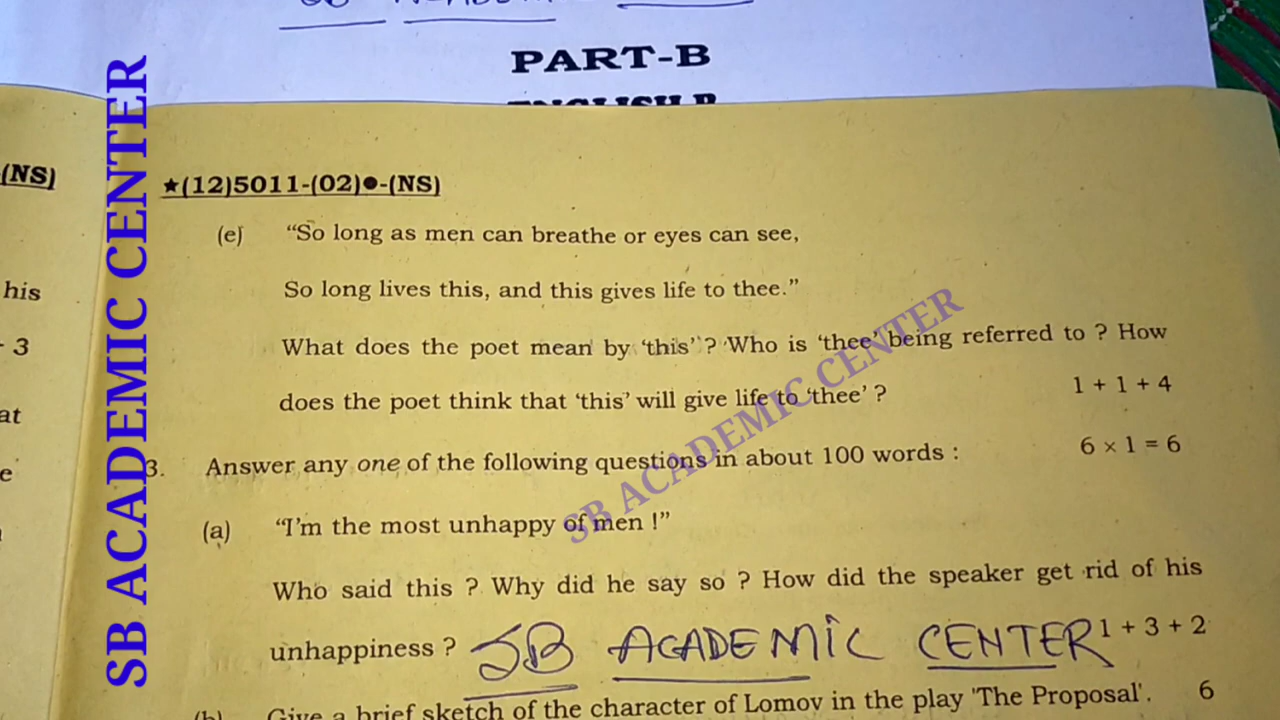 PART-B
(NS)
★(12)5011-(02)●-(NS)
(e) “So long as men can breathe or eyes can see,
So long lives this, and this gives life to thee.”
his
What does the poet mean by ‘this’ ? Who is ‘thee’ being referred to ? How
3
does the poet think that ‘this’ will give life to ‘thee’ ? 1 + 1 + 4
at
3. Answer any one of the following questions in about 100 words : 6 × 1 = 6
e
(a) “I’m the most unhappy of men !”
Who said this ? Why did he say so ? How did the speaker get rid of his
unhappiness ? 1 + 3 + 2
SB ACADEMIC CENTER
(b) Give a brief sketch of the character of Lomov in the play 'The Proposal'. 6
SB ACADEMIC CENTER
SB ACADEMIC CENTER